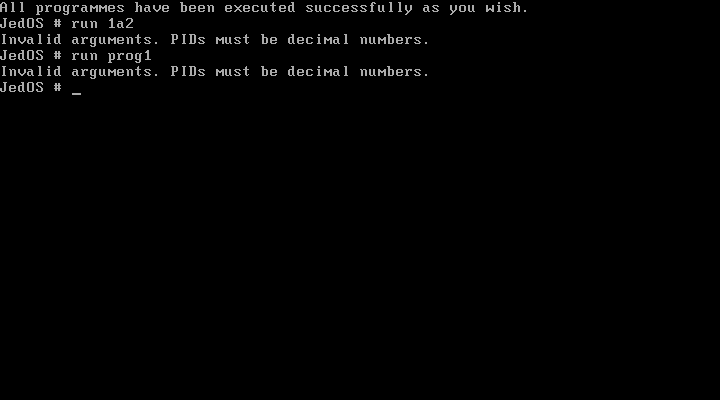 All programmes have been executed successfully as you wish.
JedOS # run 1a2
Invalid arguments. PIDs must be decimal numbers.
JedOS # run prog1
Invalid arguments. PIDs must be decimal numbers.
JedOS # _